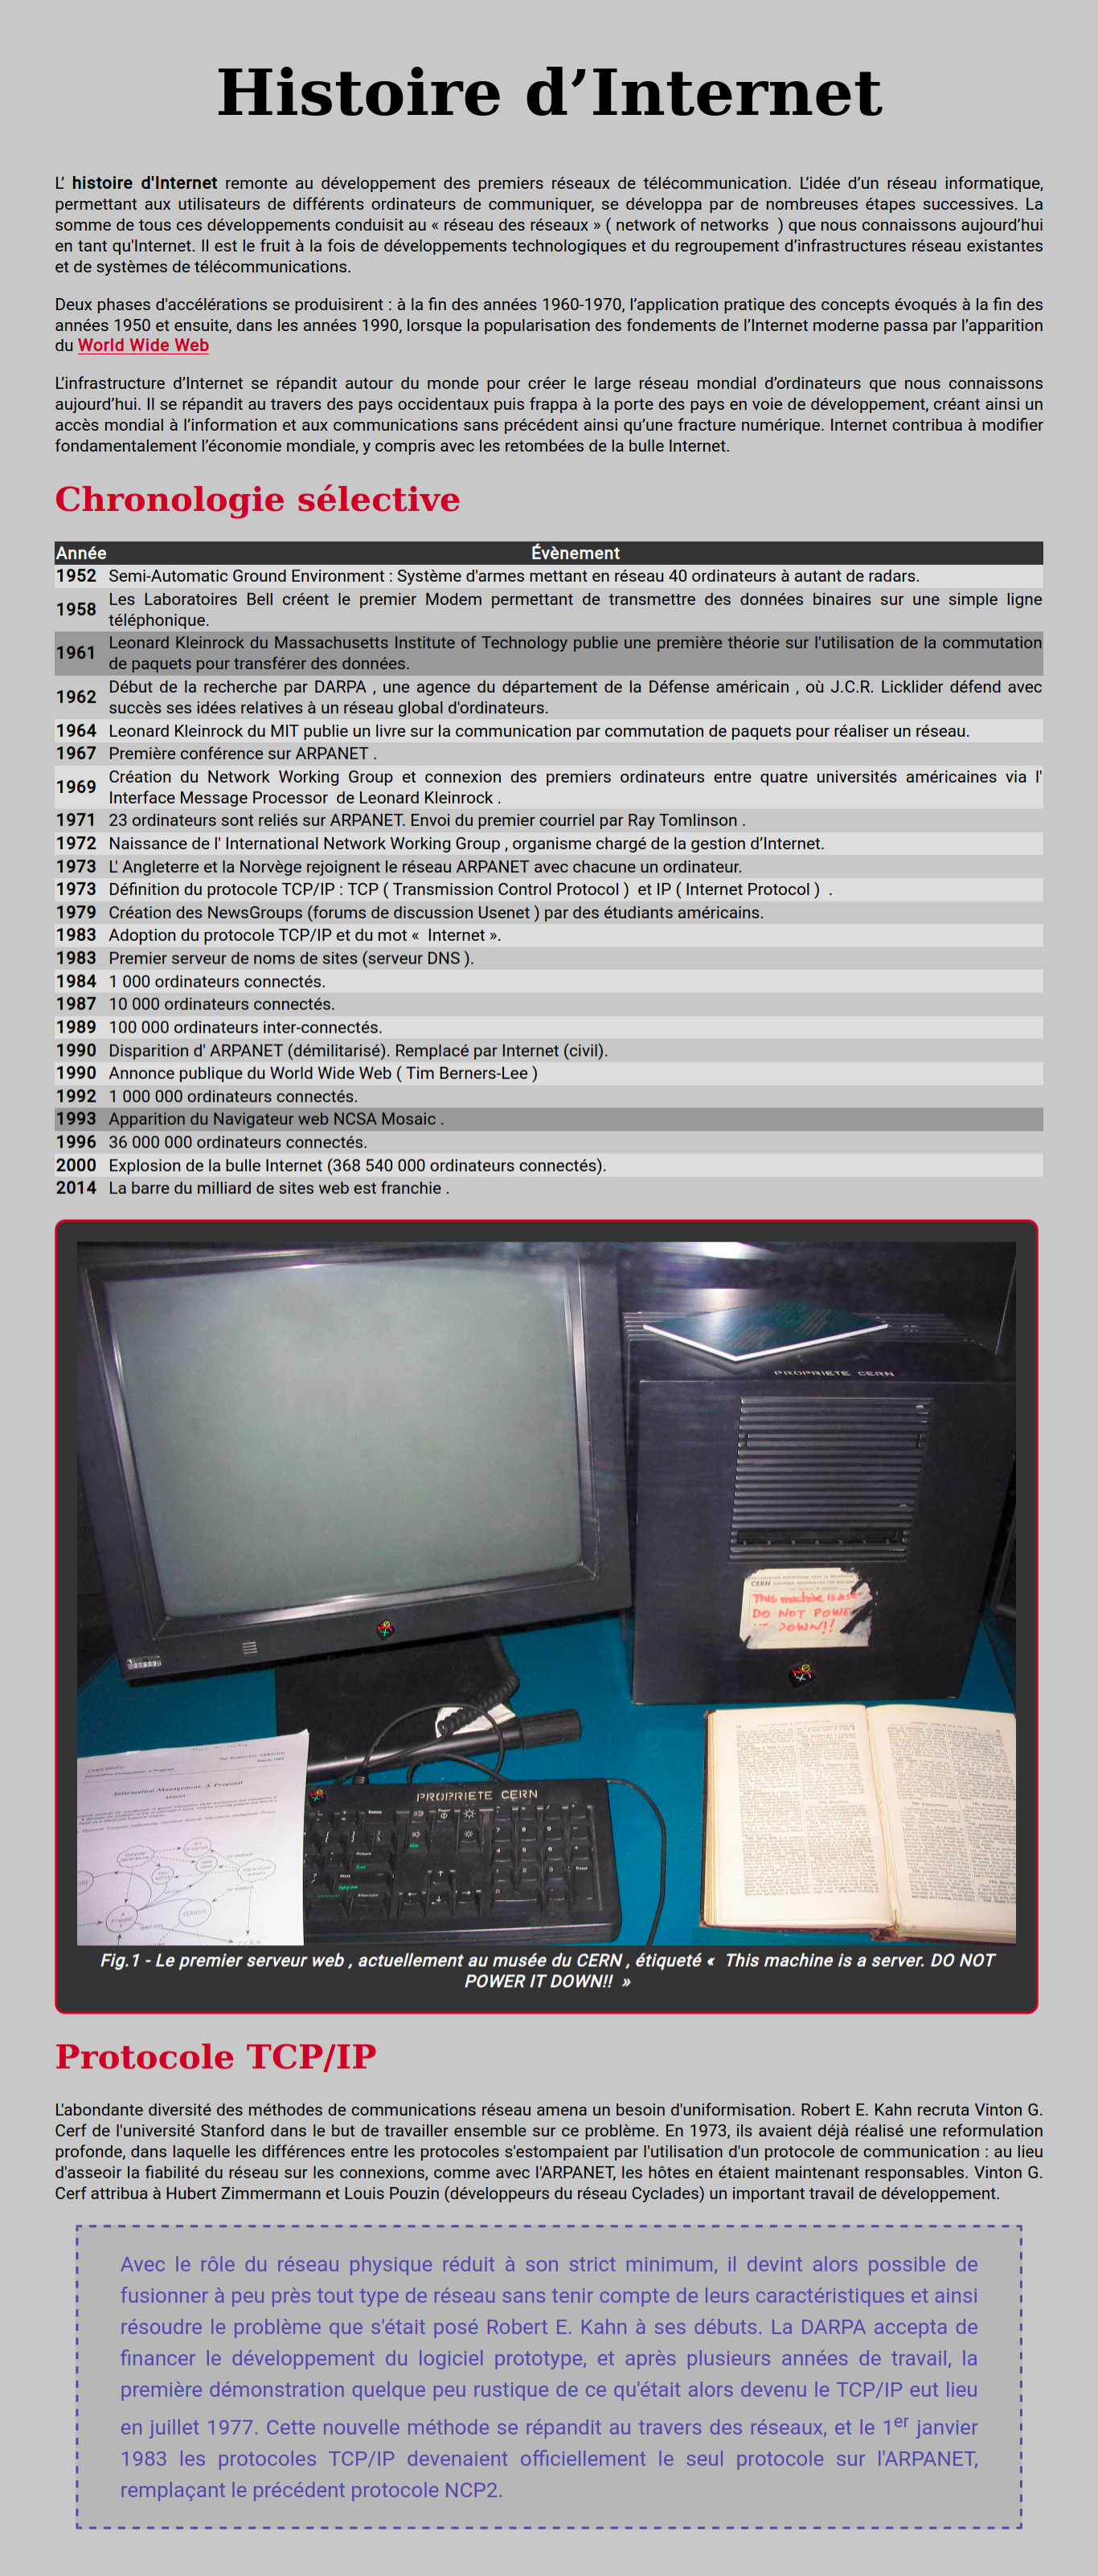 Histoire d’Internet
L’ histoire d'Internet remonte au développement des premiers réseaux de télécommunication. L’idée d’un réseau informatique,
permettant aux utilisateurs de différents ordinateurs de communiquer, se développa par de nombreuses étapes successives. La
somme de tous ces développements conduisit au « réseau des réseaux » ( network of networks ) que nous connaissons aujourd’hui
en tant qu'Internet. Il est le fruit à la fois de développements technologiques et du regroupement d’infrastructures réseau existantes
et de systèmes de télécommunications.
Deux phases d'accélérations se produisirent : à la fin des années 1960-1970, l’application pratique des concepts évoqués à la fin des
années 1950 et ensuite, dans les années 1990, lorsque la popularisation des fondements de l’Internet moderne passa par l’apparition
du World Wide Web
L’infrastructure d’Internet se répandit autour du monde pour créer le large réseau mondial d’ordinateurs que nous connaissons
aujourd’hui. Il se répandit au travers des pays occidentaux puis frappa à la porte des pays en voie de développement, créant ainsi un
accès mondial à l’information et aux communications sans précédent ainsi qu’une fracture numérique. Internet contribua à modifier
fondamentalement l’économie mondiale, y compris avec les retombées de la bulle Internet.
Chronologie sélective
Année Évènement
1952 Semi-Automatic Ground Environment : Système d'armes mettant en réseau 40 ordinateurs à autant de radars.
1958 Les Laboratoires Bell créent le premier Modem permettant de transmettre des données binaires sur une simple ligne
téléphonique.
1961 Leonard Kleinrock du Massachusetts Institute of Technology publie une première théorie sur l'utilisation de la commutation
de paquets pour transférer des données.
1962 Début de la recherche par DARPA , une agence du département de la Défense américain , où J.C.R. Licklider défend avec
succès ses idées relatives à un réseau global d'ordinateurs.
1964 Leonard Kleinrock du MIT publie un livre sur la communication par commutation de paquets pour réaliser un réseau.
1967 Première conférence sur ARPANET .
1969 Création du Network Working Group et connexion des premiers ordinateurs entre quatre universités américaines via l'
Interface Message Processor de Leonard Kleinrock .
1971 23 ordinateurs sont reliés sur ARPANET. Envoi du premier courriel par Ray Tomlinson .
1972 Naissance de l' International Network Working Group , organisme chargé de la gestion d’Internet.
1973 L' Angleterre et la Norvège rejoignent le réseau ARPANET avec chacune un ordinateur.
1973 Définition du protocole TCP/IP : TCP ( Transmission Control Protocol ) et IP ( Internet Protocol ) .
1979 Création des NewsGroups (forums de discussion Usenet ) par des étudiants américains.
1983 Adoption du protocole TCP/IP et du mot « Internet ».
1983 Premier serveur de noms de sites (serveur DNS ).
1984 1 000 ordinateurs connectés.
1987 10 000 ordinateurs connectés.
1989 100 000 ordinateurs inter-connectés.
1990 Disparition d' ARPANET (démilitarisé). Remplacé par Internet (civil).
1990 Annonce publique du World Wide Web ( Tim Berners-Lee )
1992 1 000 000 ordinateurs connectés.
1993 Apparition du Navigateur web NCSA Mosaic .
1996 36 000 000 ordinateurs connectés.
2000 Explosion de la bulle Internet (368 540 000 ordinateurs connectés).
2014 La barre du milliard de sites web est franchie .
PROPRIETE CERN
CERN
This machine is a
DO NOT POWE
DOWN!!
Information Management: A Proposal
Abstract
PROPRIETE CERN
Fig.1 - Le premier serveur web , actuellement au musée du CERN , étiqueté « This machine is a server. DO NOT
POWER IT DOWN!! »
Protocole TCP/IP
L'abondante diversité des méthodes de communications réseau amena un besoin d'uniformisation. Robert E. Kahn recruta Vinton G.
Cerf de l'université Stanford dans le but de travailler ensemble sur ce problème. En 1973, ils avaient déjà réalisé une reformulation
profonde, dans laquelle les différences entre les protocoles s'estompaient par l'utilisation d'un protocole de communication : au lieu
d'asseoir la fiabilité du réseau sur les connexions, comme avec l'ARPANET, les hôtes en étaient maintenant responsables. Vinton G.
Cerf attribua à Hubert Zimmermann et Louis Pouzin (développeurs du réseau Cyclades) un important travail de développement.
Avec le rôle du réseau physique réduit à son strict minimum, il devint alors possible de
fusionner à peu près tout type de réseau sans tenir compte de leurs caractéristiques et ainsi
résoudre le problème que s'était posé Robert E. Kahn à ses débuts. La DARPA accepta de
financer le développement du logiciel prototype, et après plusieurs années de travail, la
première démonstration quelque peu rustique de ce qu'était alors devenu le TCP/IP eut lieu
en juillet 1977. Cette nouvelle méthode se répandit au travers des réseaux, et le 1er janvier
1983 les protocoles TCP/IP devenaient officiellement le seul protocole sur l'ARPANET,
remplaçant le précédent protocole NCP2.